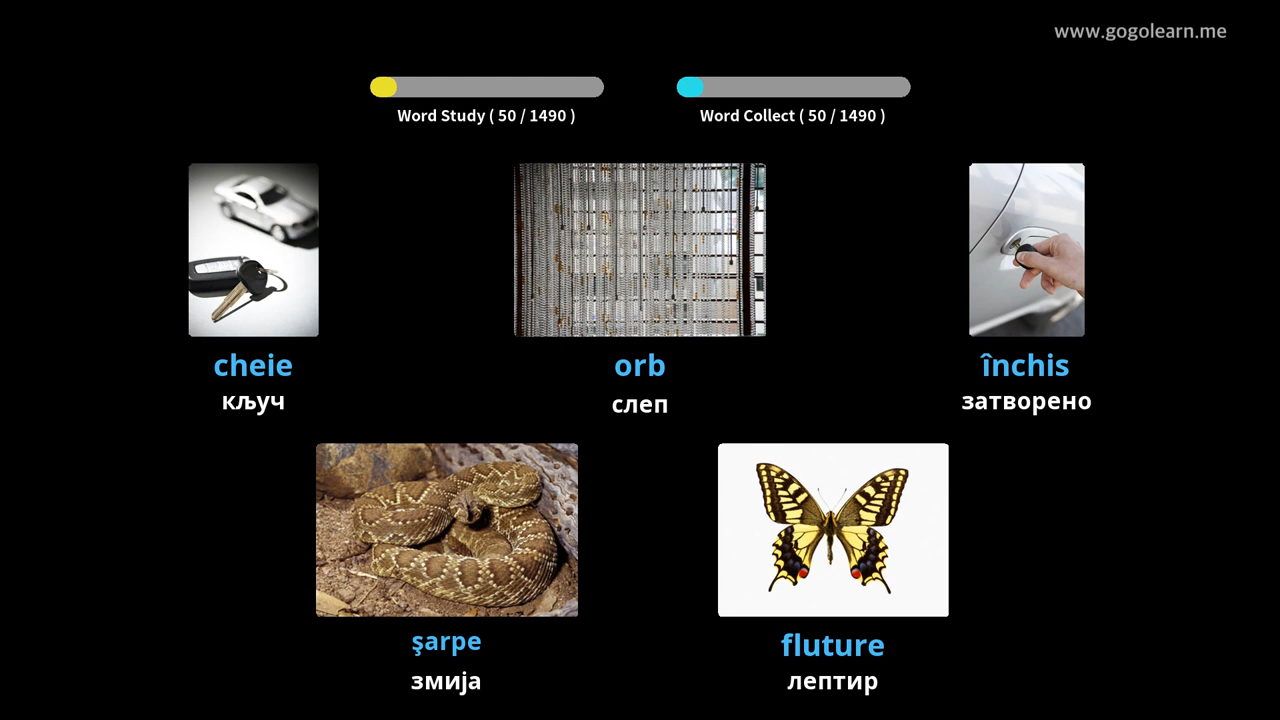 www.gogolearn.me
Word Study ( 50 / 1490 )
Word Collect ( 50 / 1490 )
cheie
кључ
orb
слеп
închis
затворено
şarpe
змија
fluture
лептир